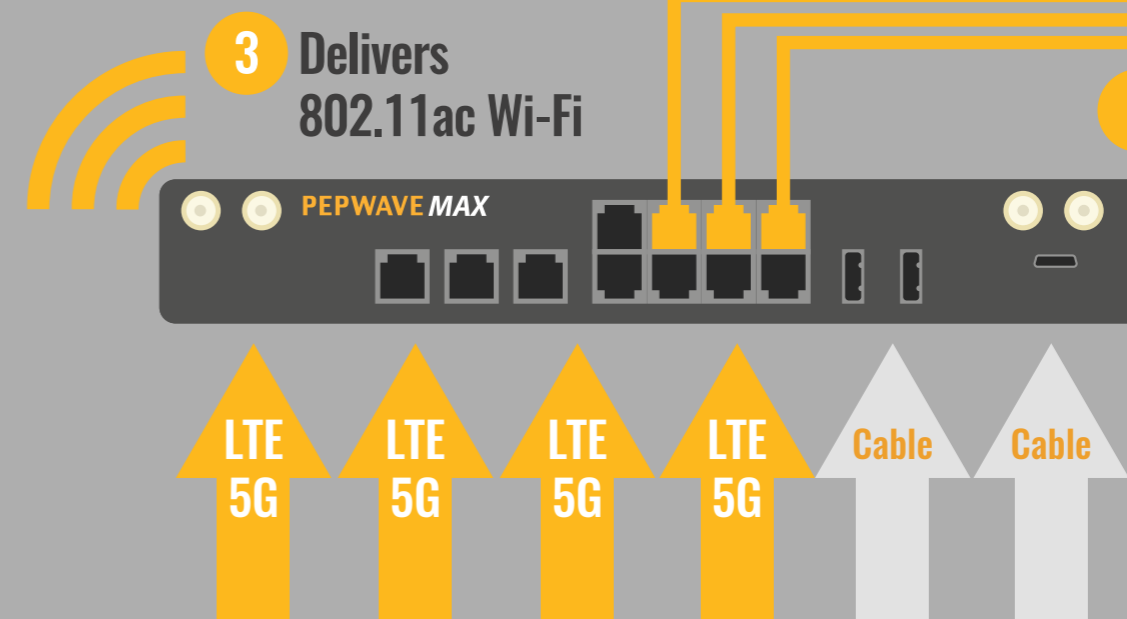 3 Delivers
802.11ac Wi-Fi
PEPWAVE MAX
LTE
5G
LTE
5G
LTE
5G
LTE
5G
Cable
Cable